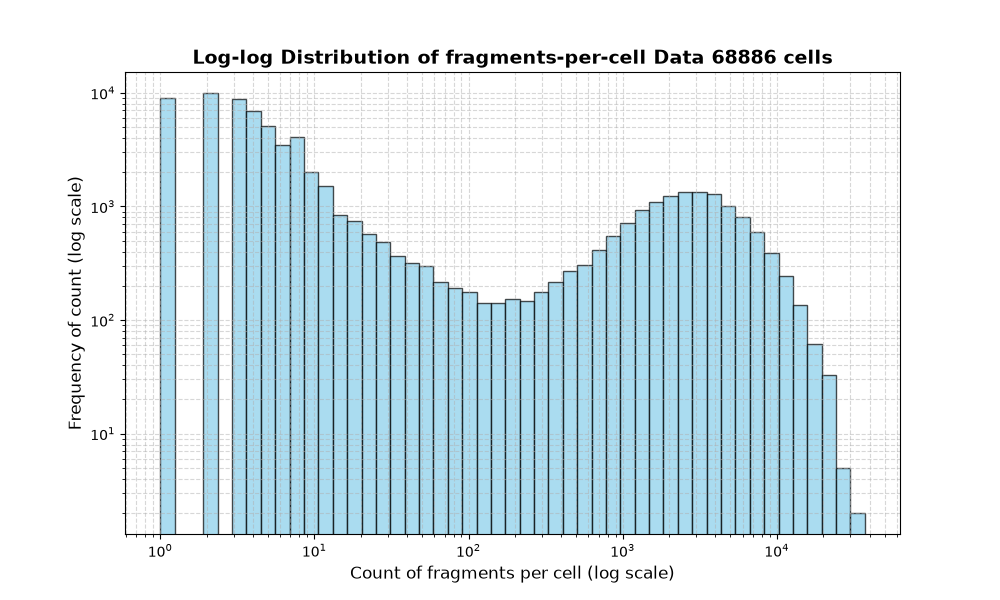 Log-log Distribution of fragments-per-cell Data 68886 cells
Frequency of count (log scale)
10⁴
10³
10²
10¹
10⁰ 10¹ 10² 10³ 10⁴
Count of fragments per cell (log scale)